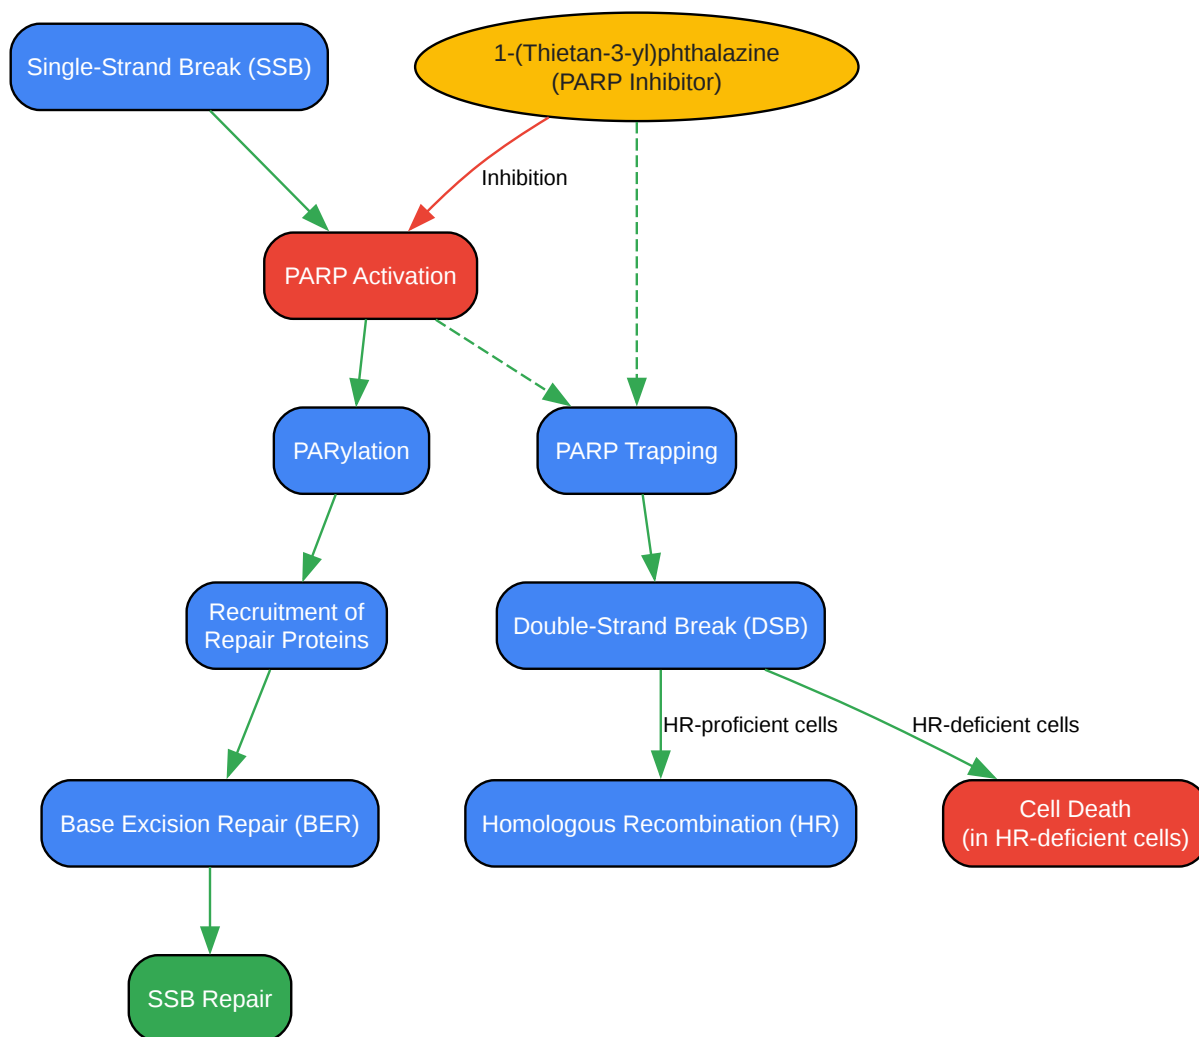 Single-Strand Break (SSB)
1-(Thietan-3-yl)phthalazine
(PARP Inhibitor)
Inhibition
PARP Activation
PARylation
PARP Trapping
Recruitment of
Repair Proteins
Double-Strand Break (DSB)
HR-proficient cells
HR-deficient cells
Base Excision Repair (BER)
Homologous Recombination (HR)
Cell Death
(in HR-deficient cells)
SSB Repair